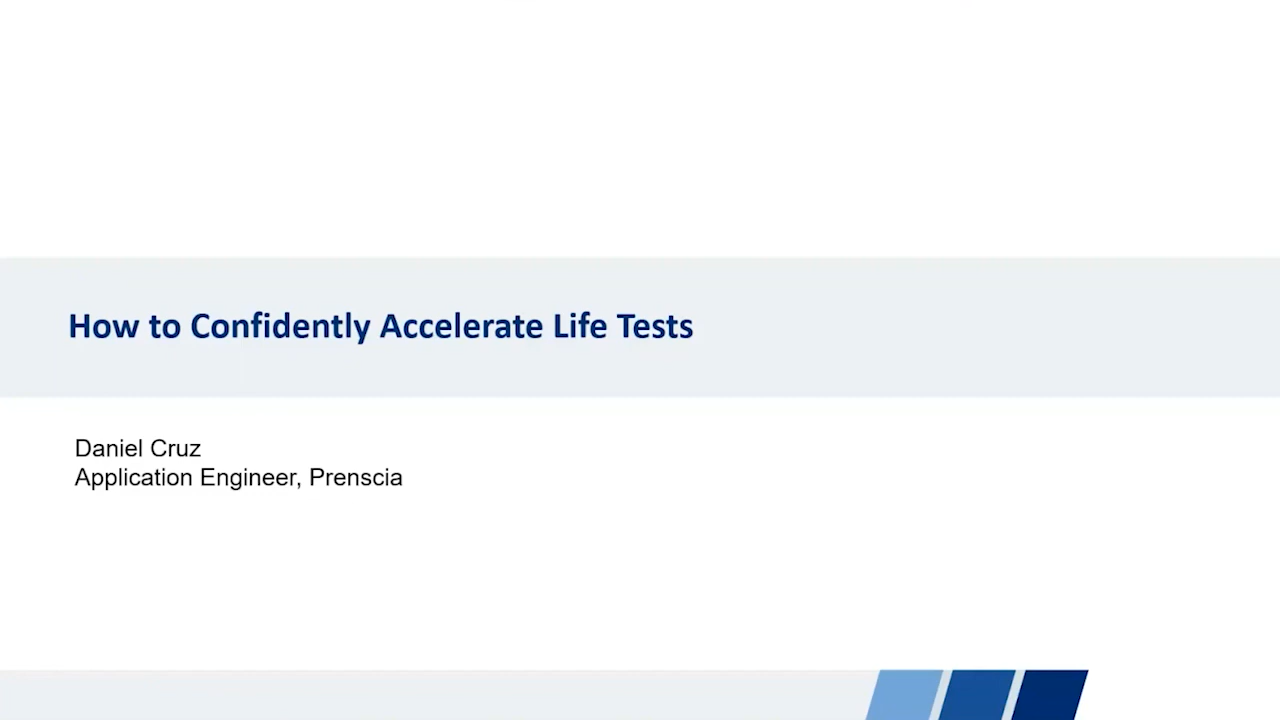 How to Confidently Accelerate Life Tests
Daniel Cruz
Application Engineer, Prenscia